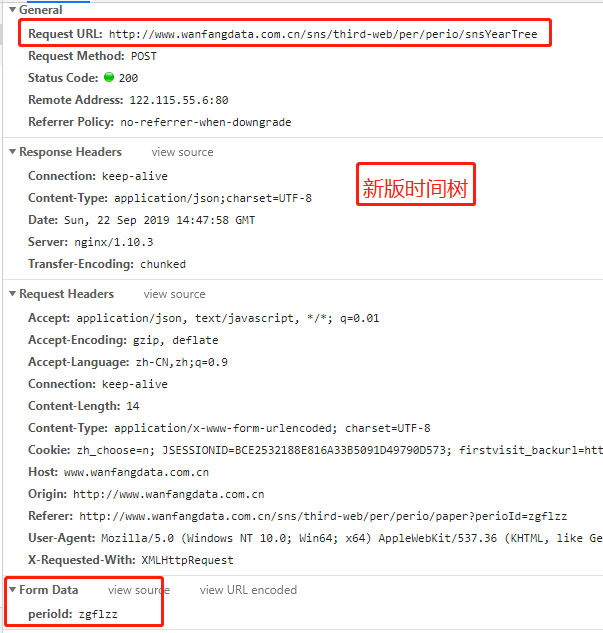 General
Request URL: http://www.wanfangdata.com.cn/sns/third-web/per/perio/snsYearTree
Request Method: POST
Status Code: 200
Remote Address: 122.115.55.6:80
Referrer Policy: no-referrer-when-downgrade
Response Headers view source
Connection: keep-alive
Content-Type: application/json;charset=UTF-8
Date: Sun, 22 Sep 2019 14:47:58 GMT
Server: nginx/1.10.3
Transfer-Encoding: chunked
新版时间树
Request Headers view source
Accept: application/json, text/javascript, */*; q=0.01
Accept-Encoding: gzip, deflate
Accept-Language: zh-CN,zh;q=0.9
Connection: keep-alive
Content-Length: 14
Content-Type: application/x-www-form-urlencoded; charset=UTF-8
Cookie: zh_choose=n; JSESSIONID=BCE2532188E816A33B5091D49790D573; firstvisit_backurl=htt
Host: www.wanfangdata.com.cn
Origin: http://www.wanfangdata.com.cn
Referer: http://www.wanfangdata.com.cn/sns/third-web/per/perio/paper?perioId=zgflzz
User-Agent: Mozilla/5.0 (Windows NT 10.0; Win64; x64) AppleWebKit/537.36 (KHTML, like Ge
X-Requested-With: XMLHttpRequest
Form Data view source view URL encoded
perioId: zgflzz